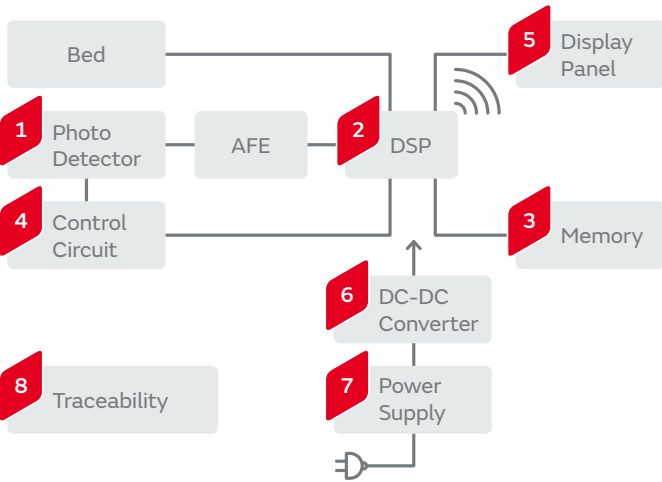 Bed
5
Display
Panel
1
Photo
Detector
AFE
2
DSP
4
Control
Circuit
3
Memory
6
DC-DC
Converter
8
Traceability
7
Power
Supply